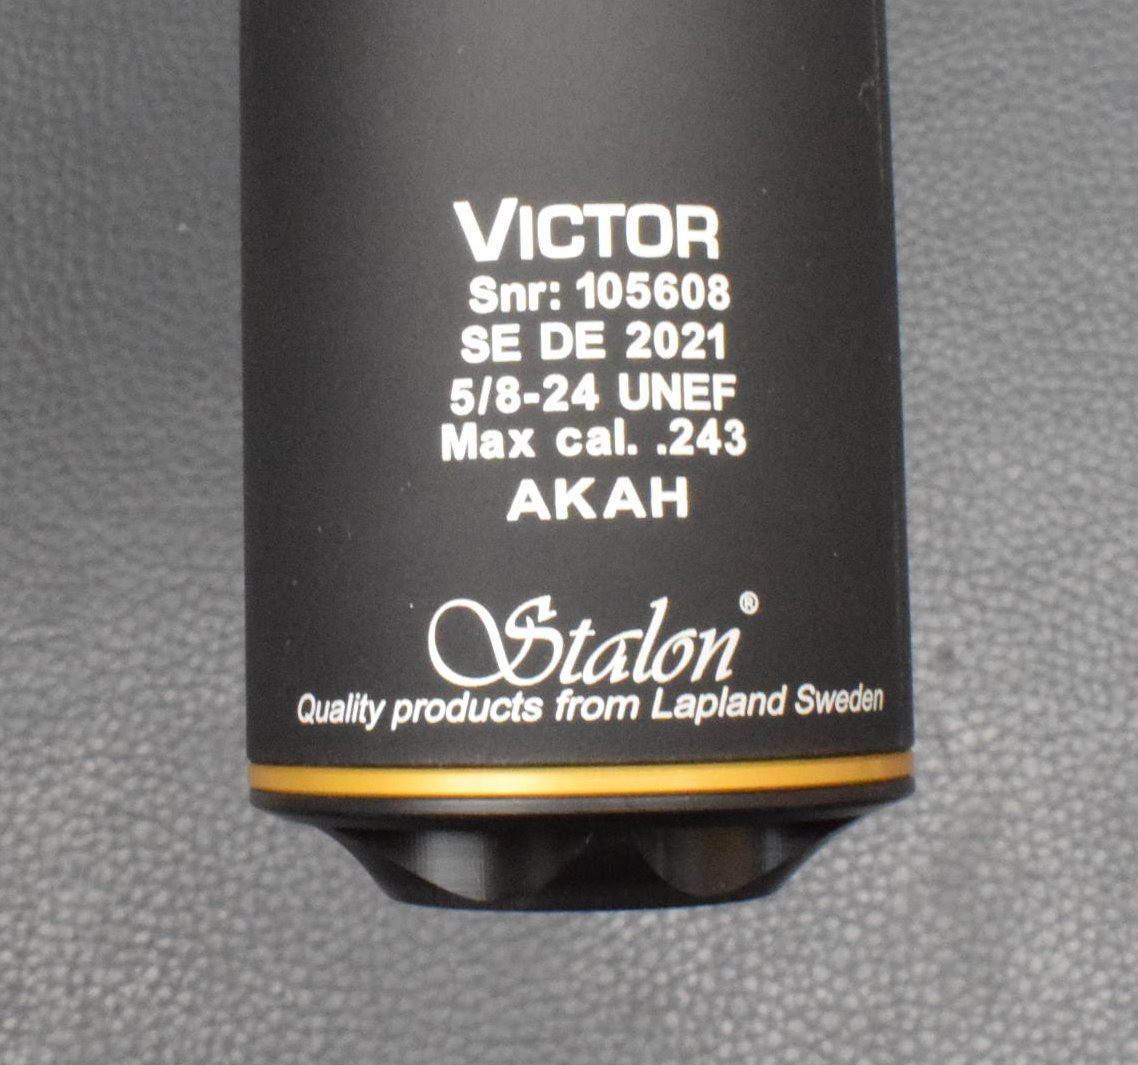 VICTOR
Snr: 105608
SE DE 2021
5/8-24 UNEF
Max cal. .243
AKAH
Stalon®
Quality products from Lapland Sweden